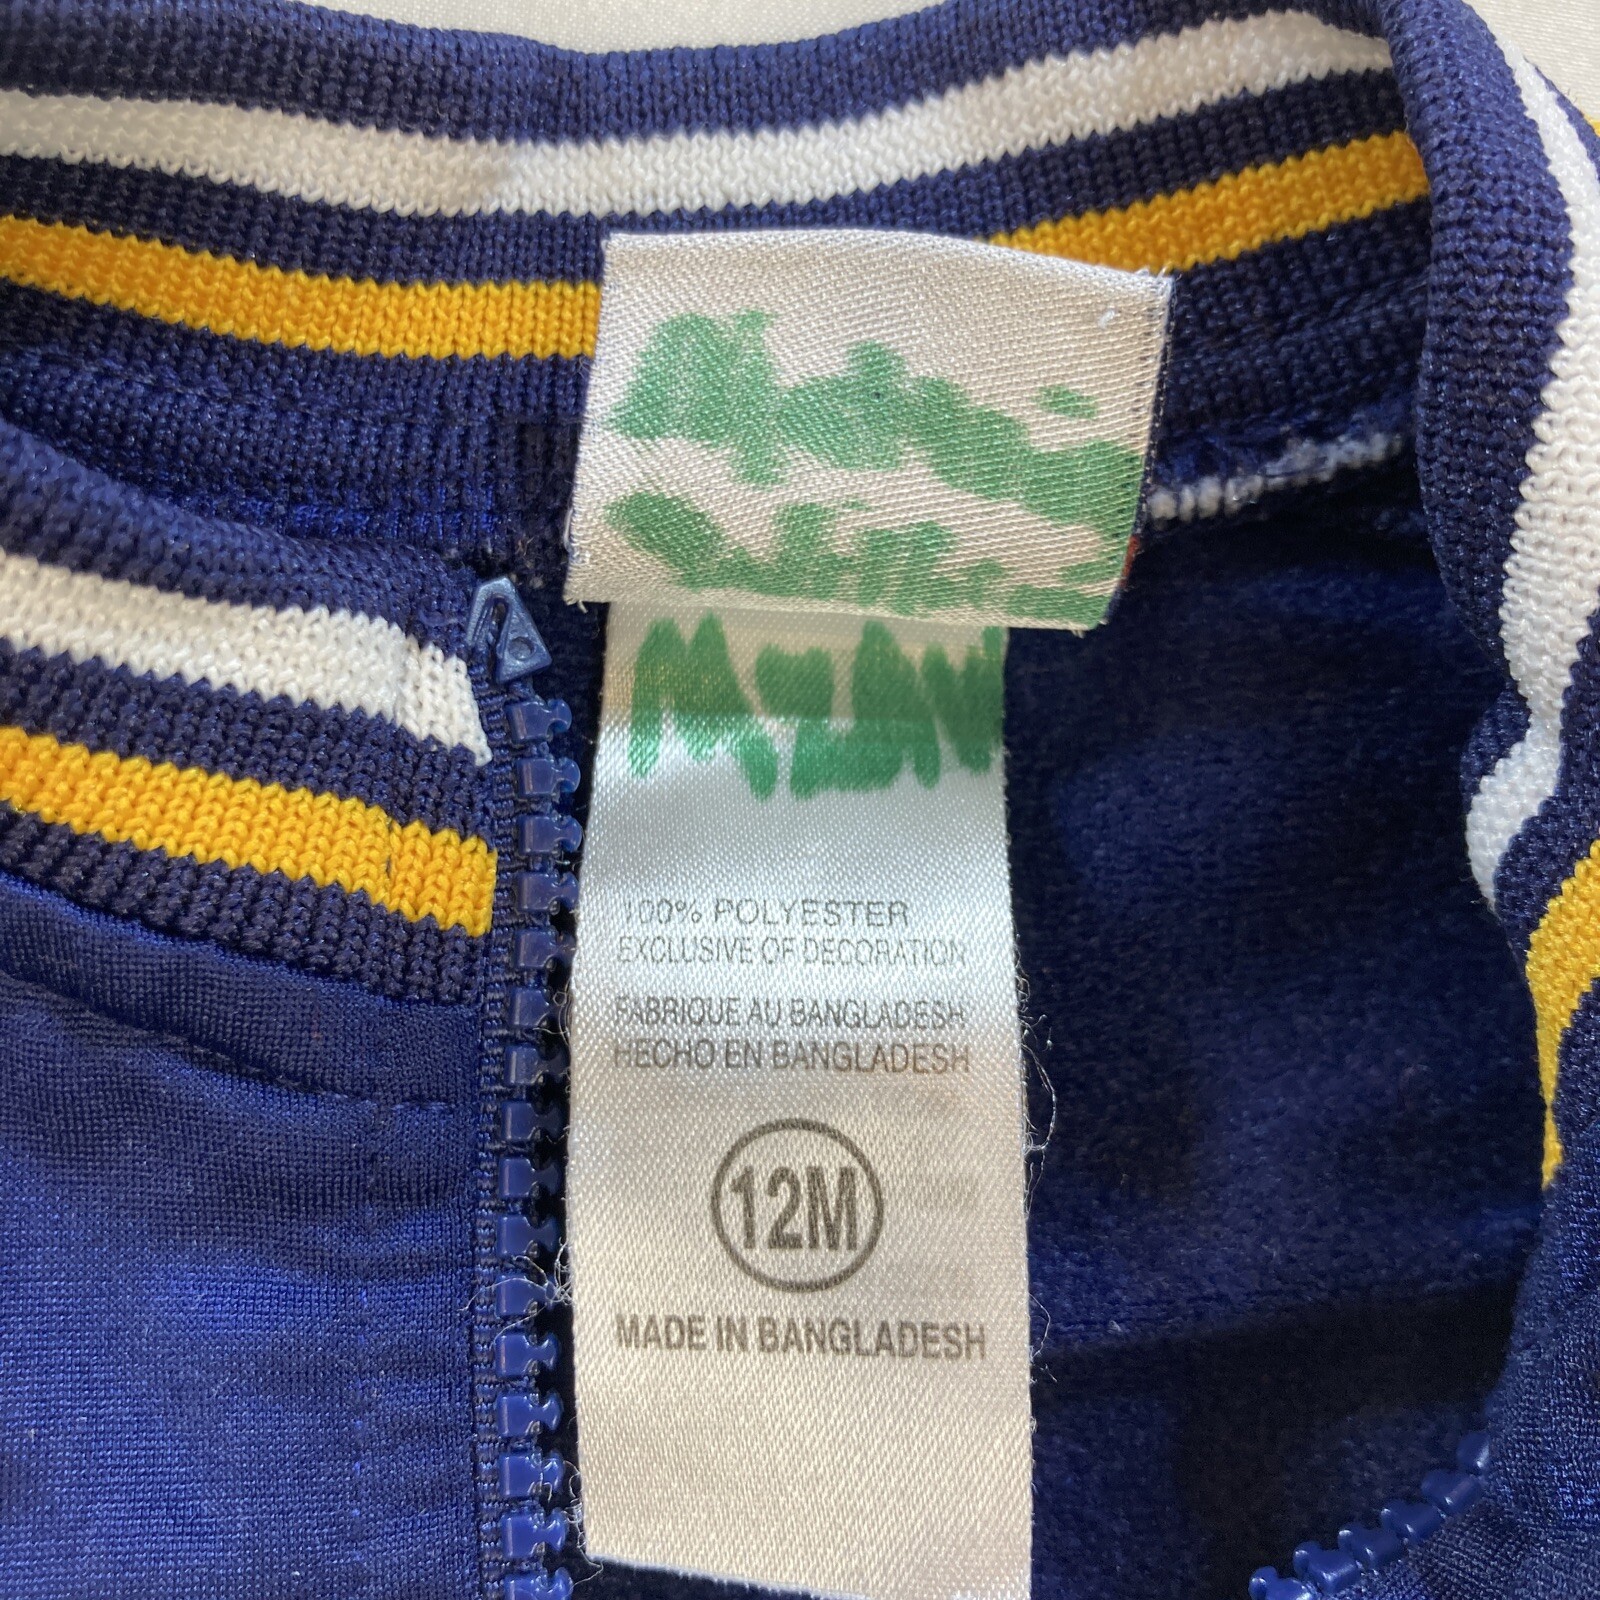 100% POLYESTER
EXCLUSIVE OF DECORATION
FABRIQUE AU BANGLADESH
HECHO EN BANGLADESH
12M
MADE IN BANGLADESH